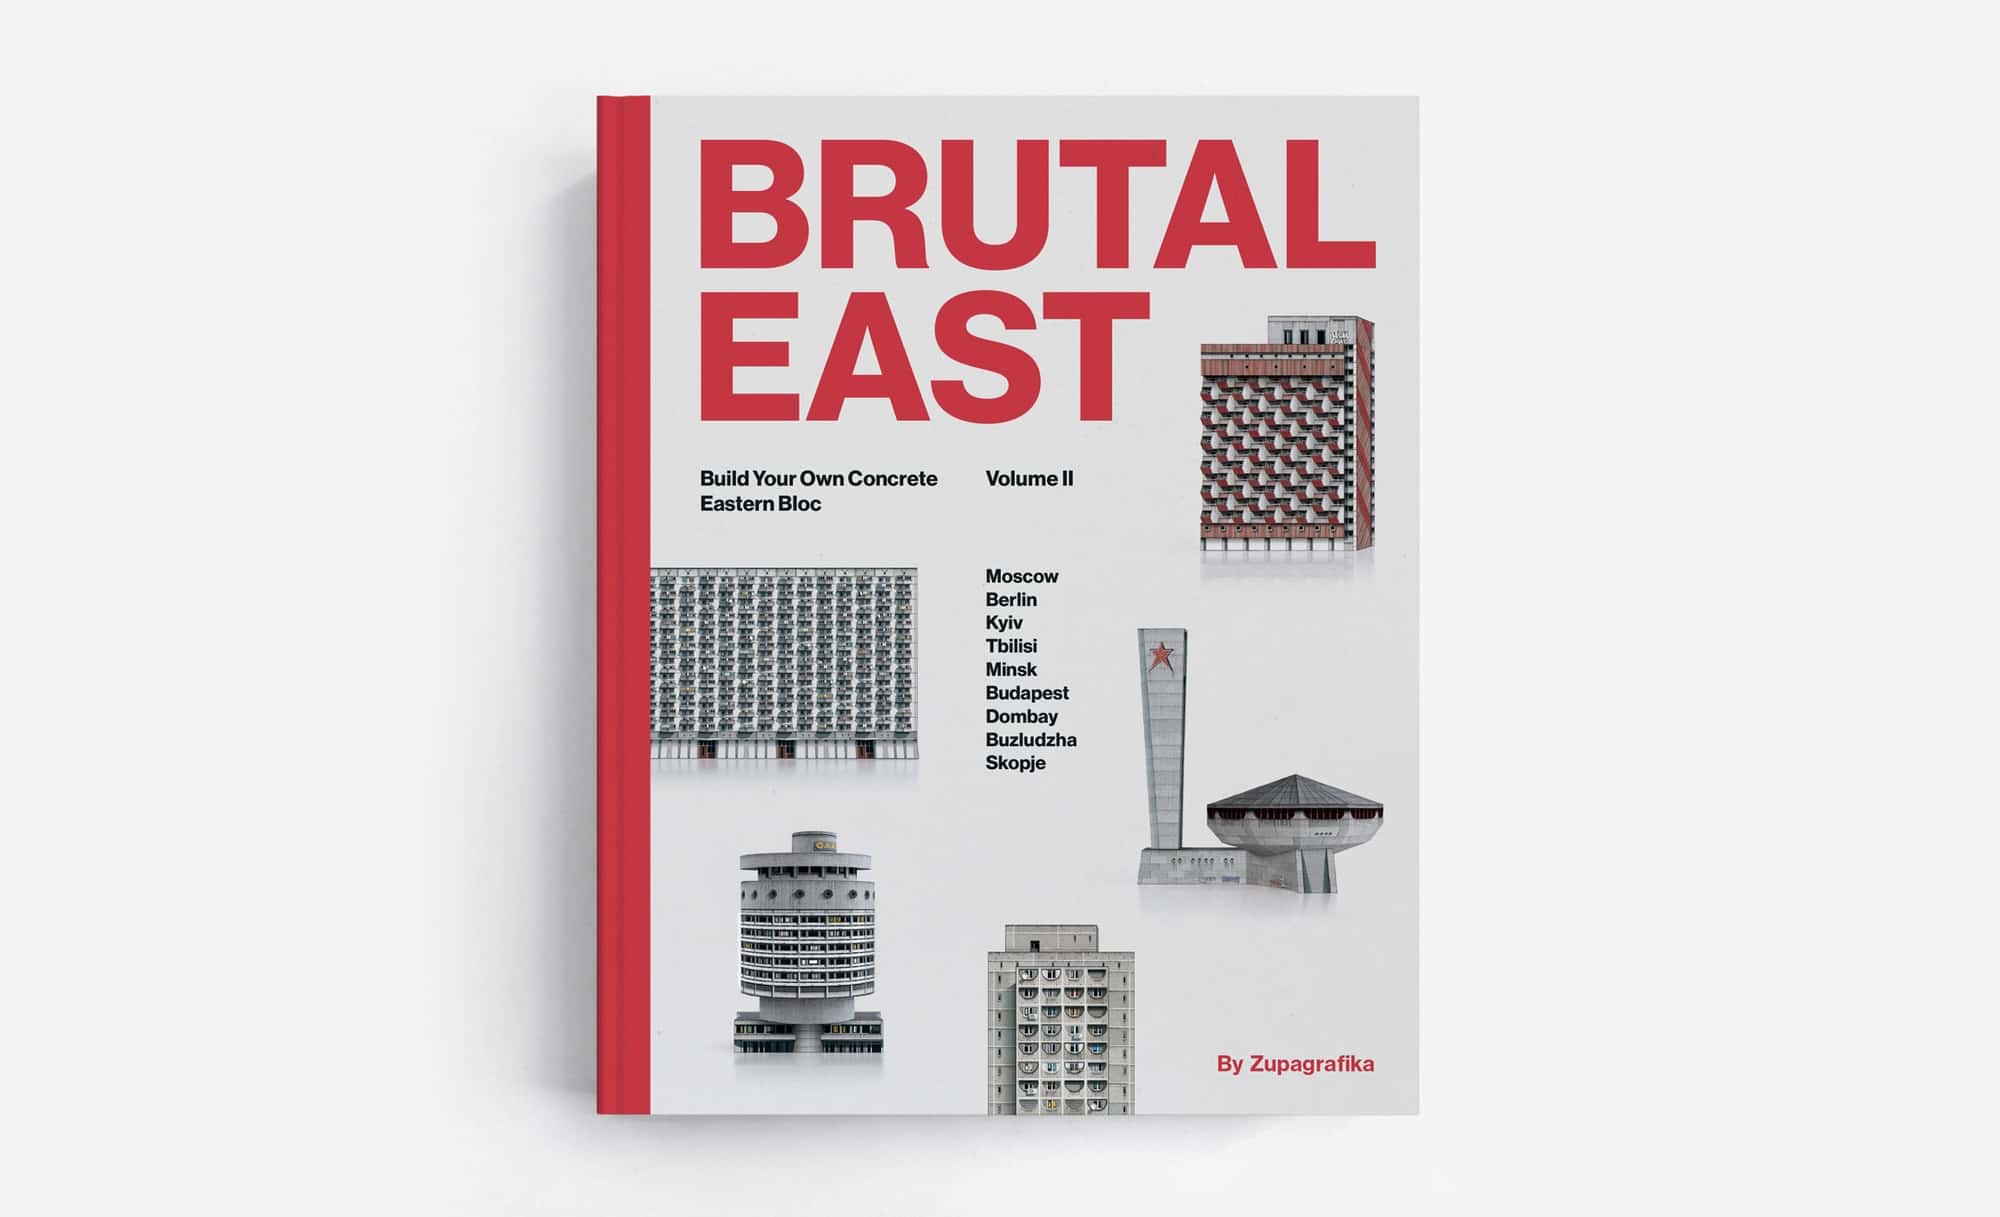 BRUTAL
EAST
Build Your Own Concrete
Eastern Bloc
Volume II
Moscow
Berlin
Kyiv
Tbilisi
Minsk
Budapest
Dombay
Buzludzha
Skopje
By Zupagrafika